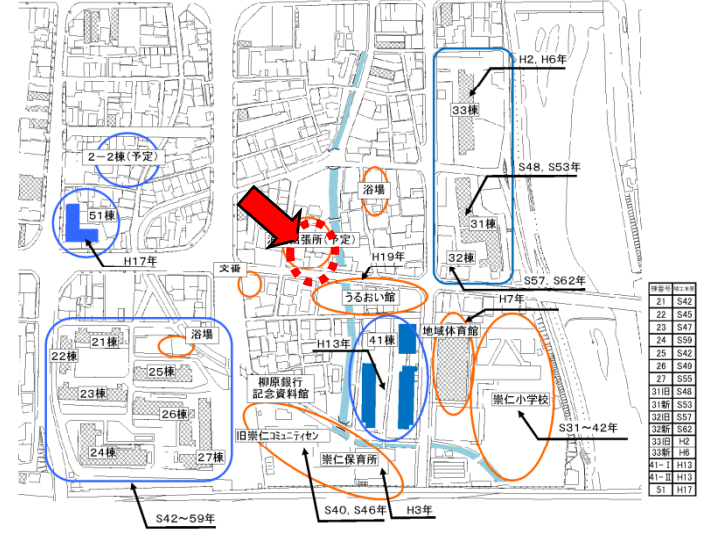 H2, H6年
33棟
2-2棟(予定)
S48, S53年
浴場
51棟
31棟
張所(予定)
32棟
H17年
H19年
交番
S57, S62年
うるおい館
H7年
地域体育館
21棟
浴場
41棟
H13年
22棟
25棟
柳原銀行
記念資料館
23棟
崇仁小学校
26棟
旧崇仁コミュニティセン
S31～42年
24棟
27棟
崇仁保育所
S42～59年
S40, S46年
H3年
棟番号 竣工年度
21 S42
22 S45
23 S47
24 S59
25 S42
26 S49
27 S55
31旧 S48
31新 S53
32旧 S57
32新 S62
33旧 H2
33新 H6
41-Ⅰ H13
41-Ⅱ H13
51 H17